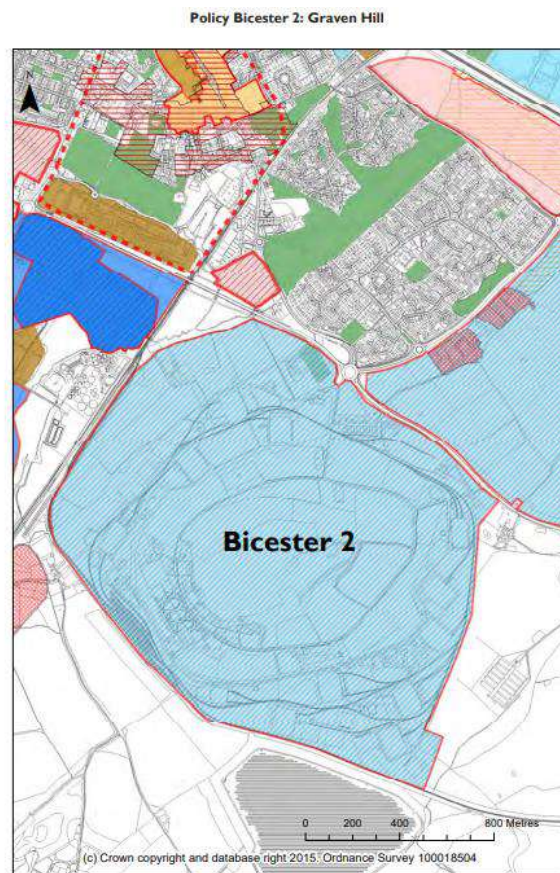 Policy Bicester 2: Graven Hill
N
Bicester 2
0 200 400 800 Metres
(c) Crown copyright and database right 2015. Ordnance Survey 100018504